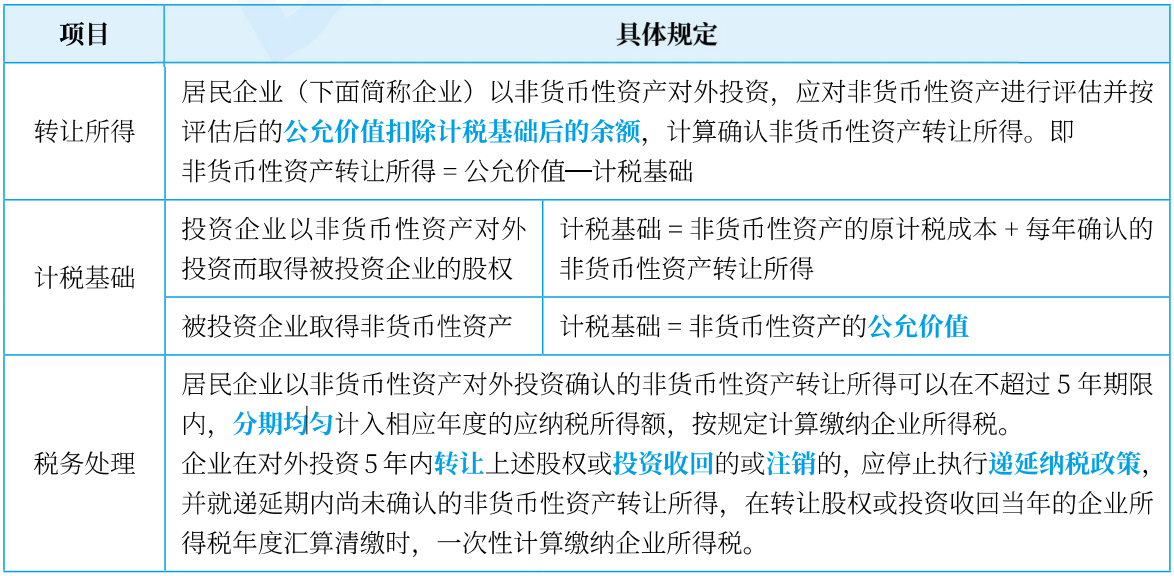 项目
具体规定
转让所得
居民企业（下面简称企业）以非货币性资产对外投资，应对非货币性资产进行评估并按
评估后的公允价值扣除计税基础后的余额，计算确认非货币性资产转让所得。即
非货币性资产转让所得 = 公允价值—计税基础
计税基础
投资企业以非货币性资产对外
投资而取得被投资企业的股权
计税基础 = 非货币性资产的原计税成本 + 每年确认的
非货币性资产转让所得
被投资企业取得非货币性资产
计税基础 = 非货币性资产的公允价值
税务处理
居民企业以非货币性资产对外投资确认的非货币性资产转让所得可以在不超过 5 年期限
内，分期均匀计入相应年度的应纳税所得额，按规定计算缴纳企业所得税。
企业在对外投资 5 年内转让上述股权或投资收回的或注销的，应停止执行递延纳税政策，
并就递延期内尚未确认的非货币性资产转让所得，在转让股权或投资收回当年的企业所
得税年度汇算清缴时，一次性计算缴纳企业所得税。